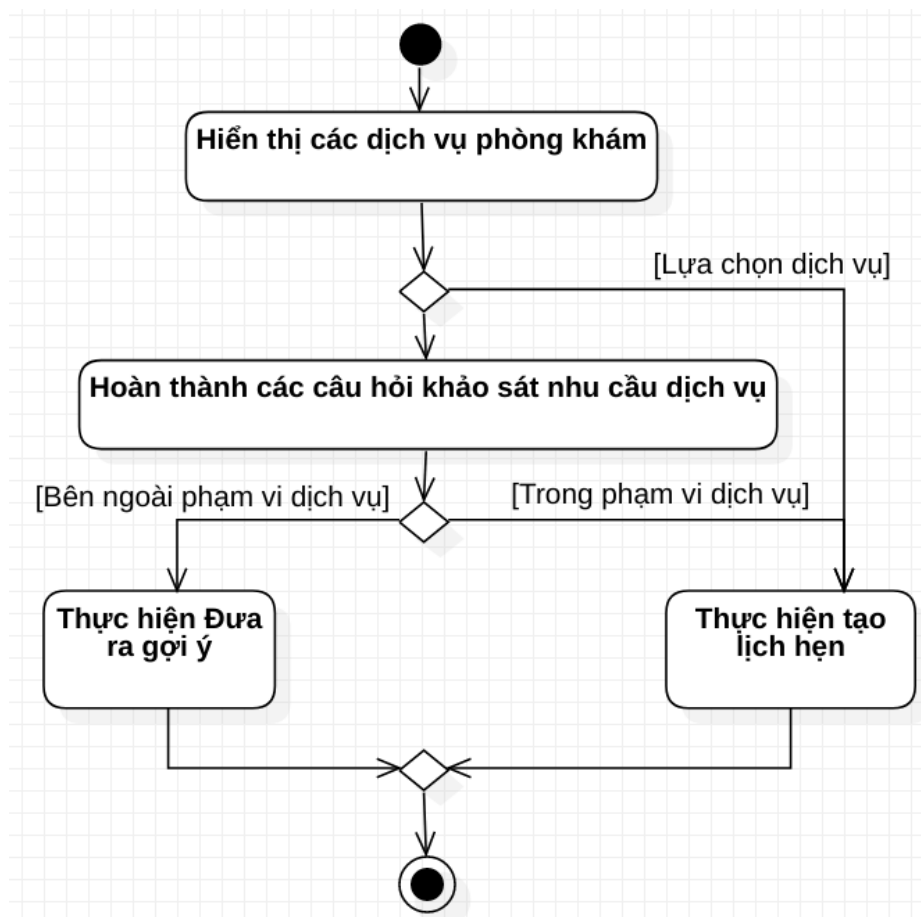 Hiển thị các dịch vụ phòng khám
[Lựa chọn dịch vụ]
Hoàn thành các câu hỏi khảo sát nhu cầu dịch vụ
[Bên ngoài phạm vi dịch vụ]
[Trong phạm vi dịch vụ]
Thực hiện Đưa
ra gợi ý
Thực hiện tạo
lịch hẹn